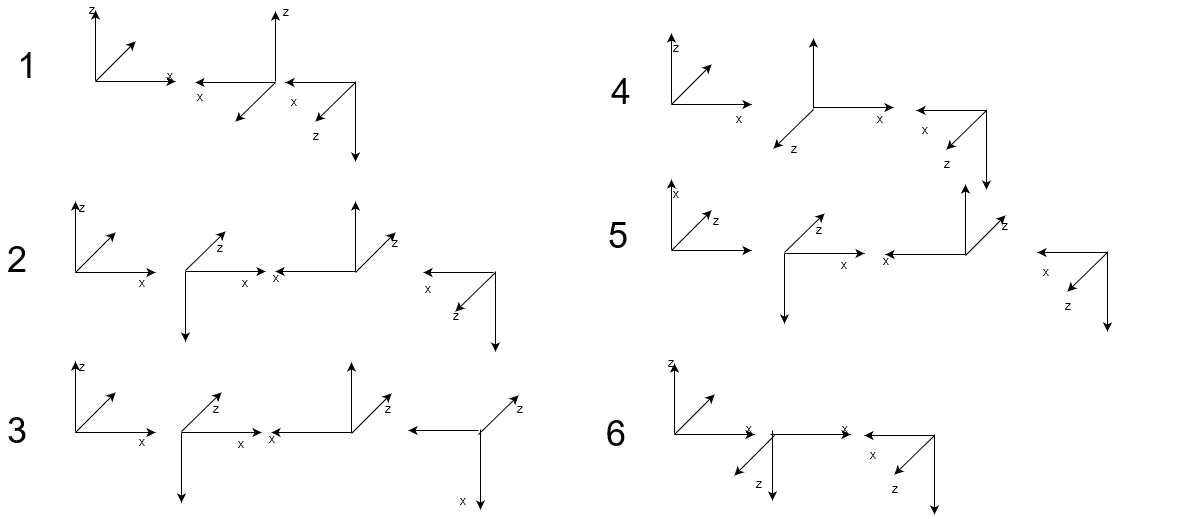 1 z x x z x z
2 z x z x x z x z
3 z x z x x z z x
4 z x z x x z
5 x z z x x z x z
6 z x z x x z